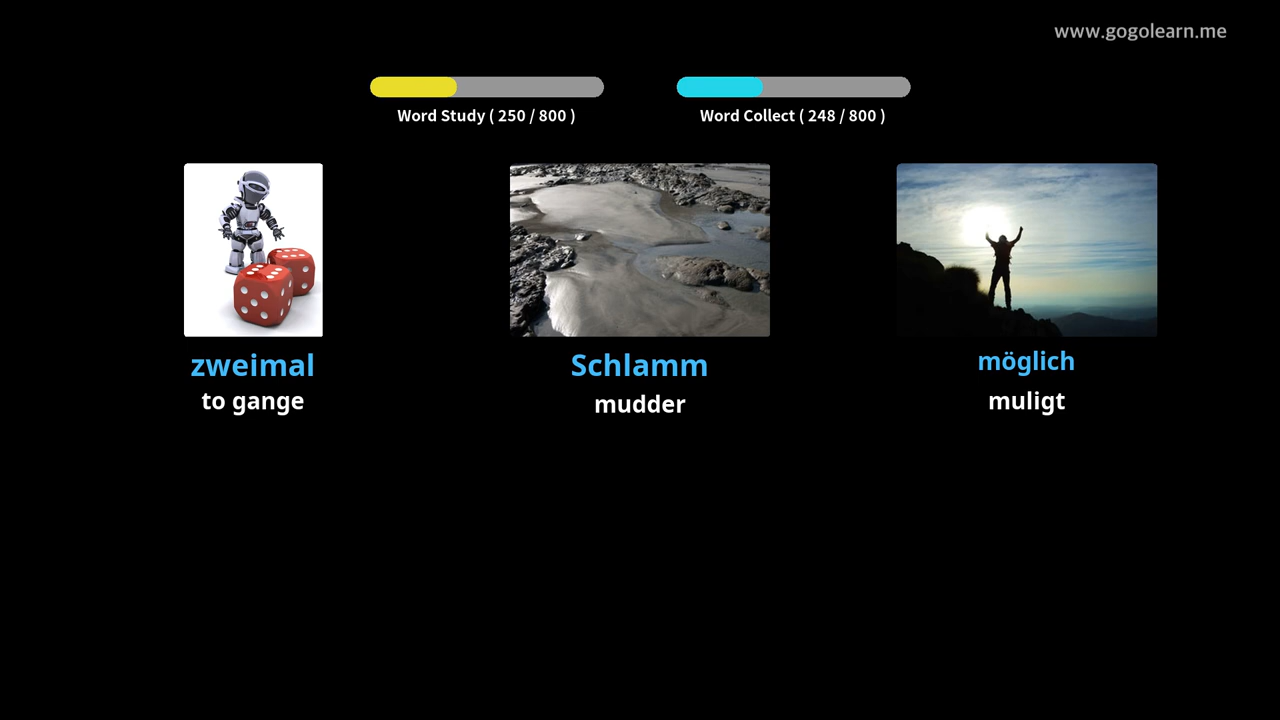 www.gogolearn.me
Word Study ( 250 / 800 )
Word Collect ( 248 / 800 )
zweimal
to gange
Schlamm
mudder
möglich
muligt